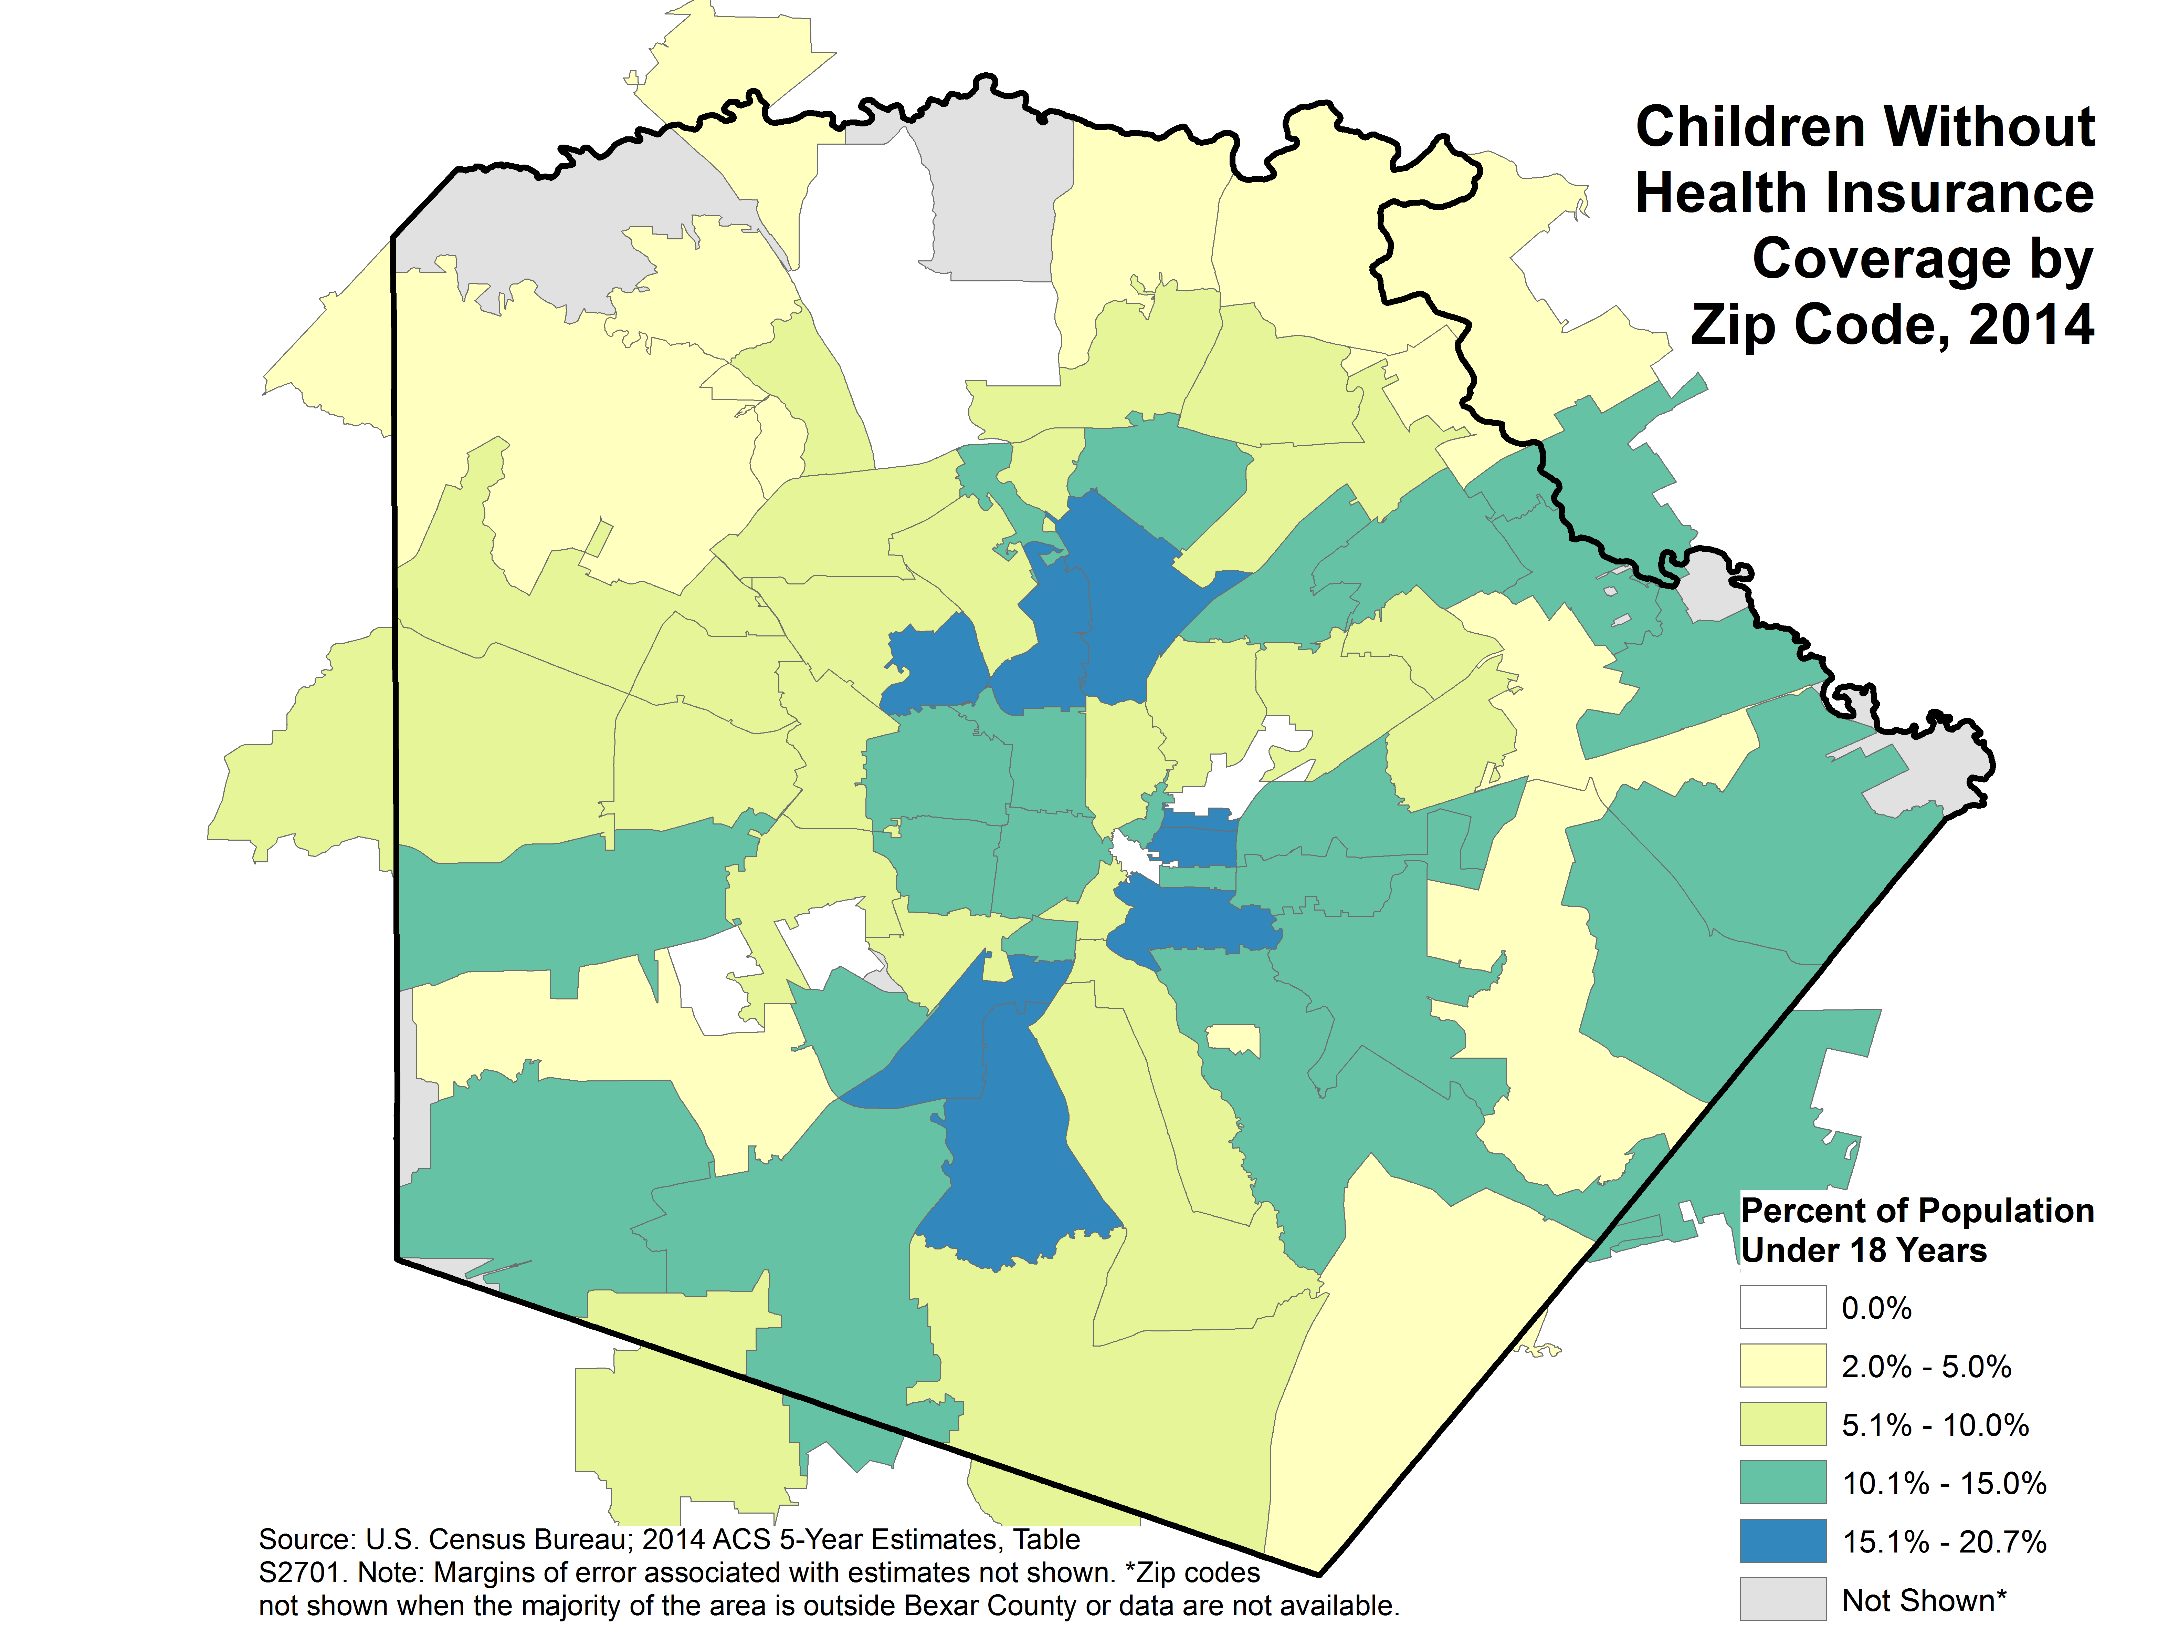 Children Without
Health Insurance
Coverage by
Zip Code, 2014
Percent of Population
Under 18 Years
0.0%
2.0% - 5.0%
5.1% - 10.0%
10.1% - 15.0%
15.1% - 20.7%
Not Shown*
Source: U.S. Census Bureau; 2014 ACS 5-Year Estimates, Table
S2701. Note: Margins of error associated with estimates not shown. *Zip codes
not shown when the majority of the area is outside Bexar County or data are not available.